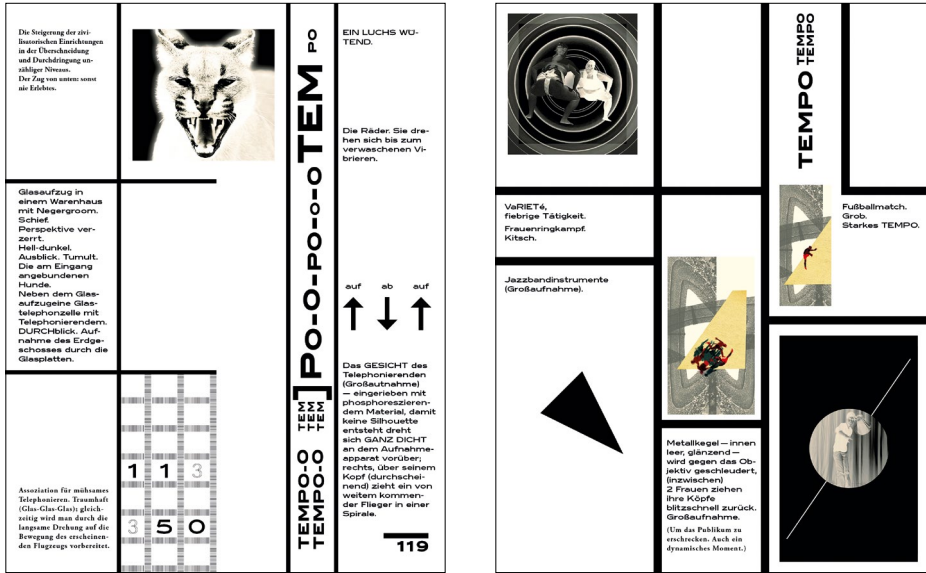 Die Steigerung der zivi-
lisatorischen Einrichtungen
in der Überschneidung
und Durchdringung un-
zähliger Niveaus.
Der Zug von unten: sonst
nie Erlebtes.
Glasaufzug in
einem Warenhaus
mit Negergroom.
Schief.
Perspektive ver-
zerrt.
Hell-dunkel.
Ausblick. Tumult.
Die am Eingang
angebundenen
Hunde.
Neben dem Glas-
aufzugeine Glas-
telephonzelle mit
Telephonierendem.
DURCHblick. Auf-
nahme des Erdge-
schosses durch die
Glasplatten.
Assoziation für mühsames
Telephonieren. Traumhaft
(Glas-Glas-Glas); gleich-
zeitig wird man durch die
langsame Drehung auf die
Bewegung des erscheinen-
den Flugzeugs vorbereitet.
1 1 3
3 5 0
TEMPO-O
TEMPO-O
TEM
TEM
TEM
] Po-o-po-o-o TEM PO
EIN LUCHS WÜ-
TEND.
Die Räder. Sie dre-
hen sich bis zum
verwaschenen Vi-
brieren.
auf ab auf
Das GESICHT des
Telephonierenden
(Großautnahme)
— eingerieben mit
phosphoreszieren-
dem Material, damit
keine Silhouette
entsteht dreht
sich GANZ DICHT
an dem Aufnahme-
apparat vorüber;
rechts, über seinem
Kopf (durchschei-
nend) zieht ein von
weitem kommen-
der Flieger in einer
Spirale.
119
VaRIETé,
fiebrige Tätigkeit.
Frauenringkampf.
Kitsch.
Jazzbandinstrumente
(Großaufnahme).
Metallkegel — innen
leer, glänzend —
wird gegen das Ob-
jektiv geschleudert,
(inzwischen)
2 Frauen ziehen
ihre Köpfe
blitzschnell zurück.
Großaufnahme.
(Um das Publikum zu
erschrecken. Auch ein
dynamisches Moment.)
TEMPO TEMPO
TEMPO
Fußballmatch.
Grob.
Starkes TEMPO.